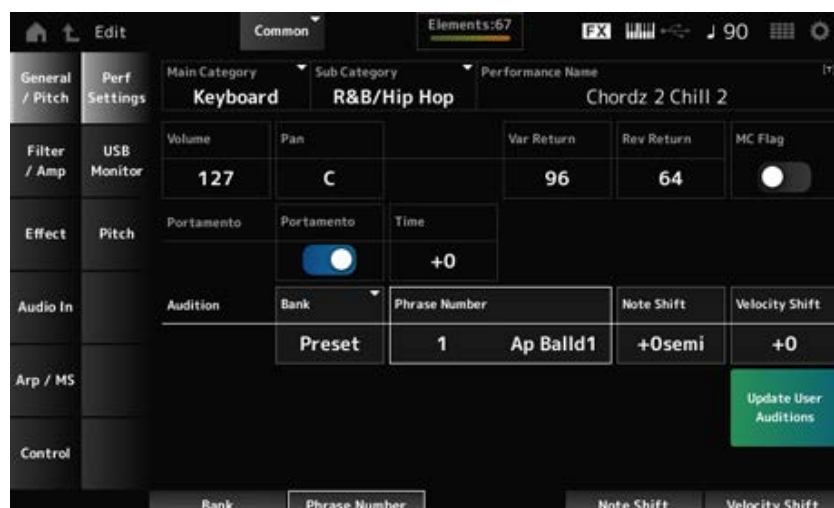 Edit
Common
Elements:67
FX
♩ 90
General / Pitch
Perf Settings
Main Category
Keyboard
Sub Category
R&B/Hip Hop
Performance Name
Chordz 2 Chill 2
Filter / Amp
USB Monitor
Volume
127
Pan
C
Var Return
96
Rev Return
64
MC Flag
Effect
Pitch
Portamento
Portamento
Time
+0
Audio In
Audition
Bank
Preset
Phrase Number
1 Ap Balld1
Note Shift
+0semi
Velocity Shift
+0
Arp / MS
Update User
Auditions
Control
Bank
Phrase Number
Note Shift
Velocity Shift